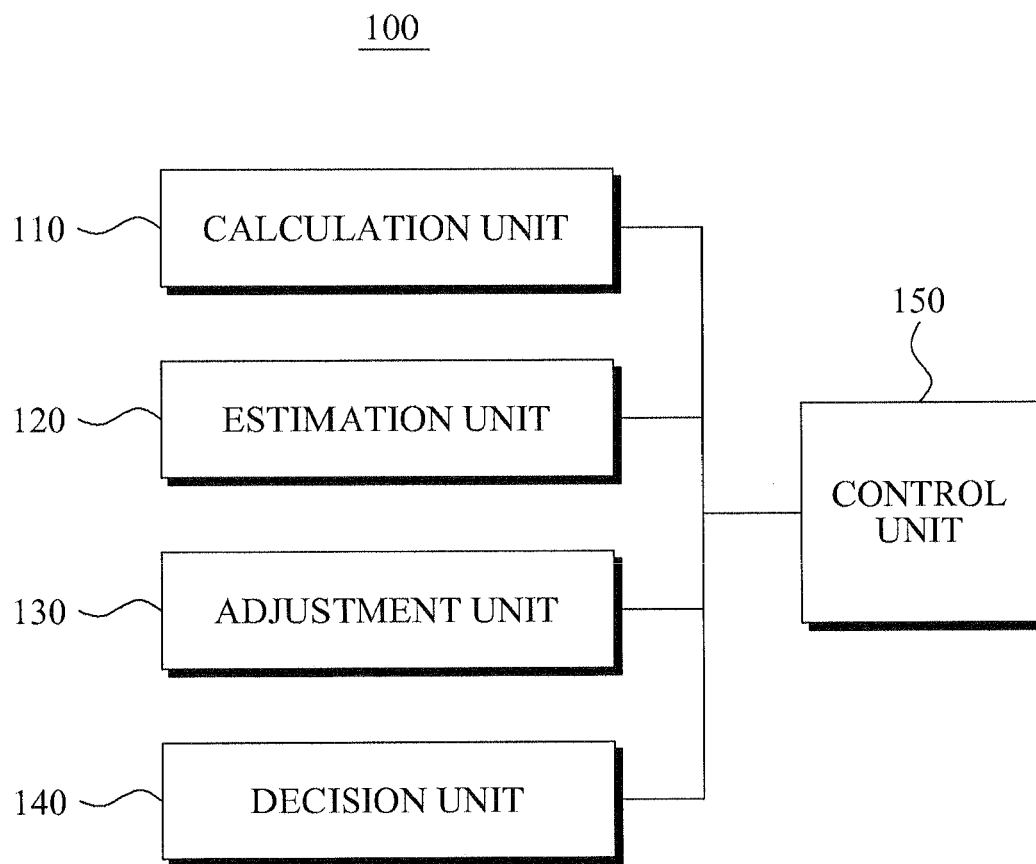 100
110
CALCULATION UNIT
150
120
ESTIMATION UNIT
CONTROL
UNIT
130
ADJUSTMENT UNIT
140
DECISION UNIT